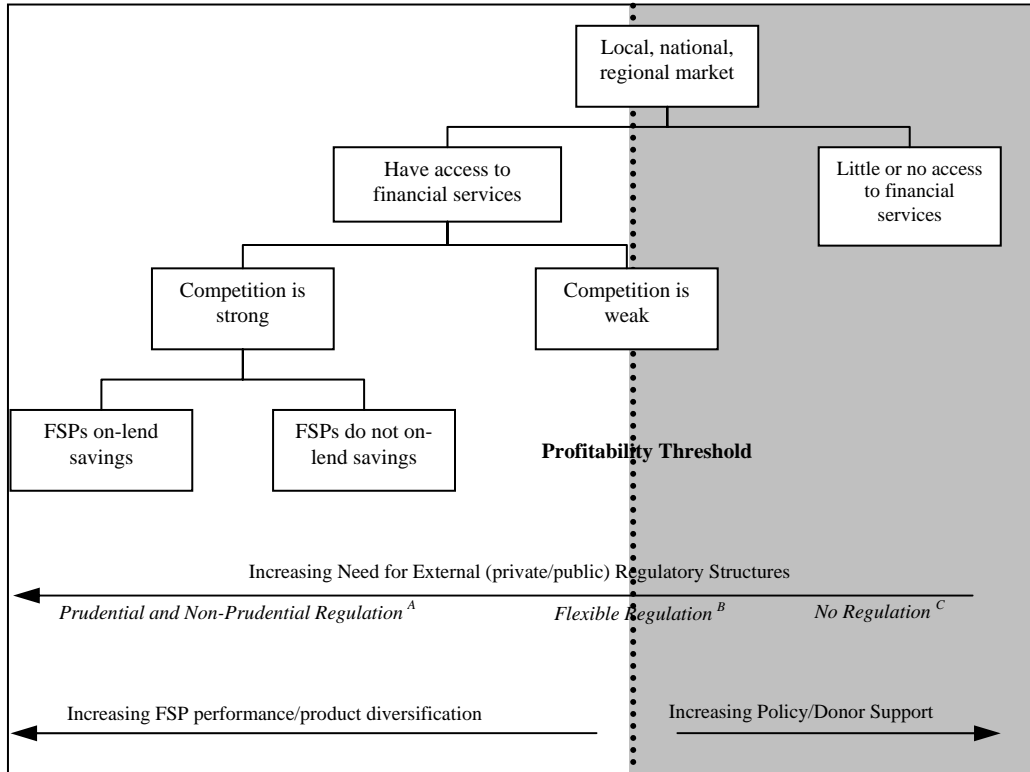 Local, national,
regional market
Have access to
financial services
Little or no access
to financial
services
Competition is
strong
Competition is
weak
FSPs on-lend
savings
FSPs do not on-
lend savings
Profitability Threshold
Increasing Need for External (private/public) Regulatory Structures
Prudential and Non-Prudential Regulation A
Flexible Regulation B
No Regulation C
Increasing FSP performance/product diversification
Increasing Policy/Donor Support